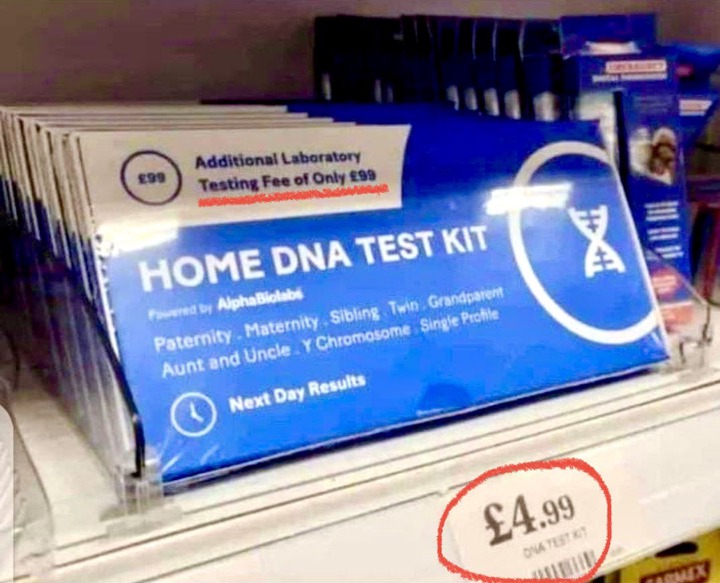 £99
Additional Laboratory
Testing Fee of Only £99
HOME DNA TEST KIT
Powered by AlphaBiolabs
Paternity . Maternity . Sibling . Twin . Grandparent
Aunt and Uncle . Y Chromosome . Single Profile
Next Day Results
£4.99
DNA TEST KIT